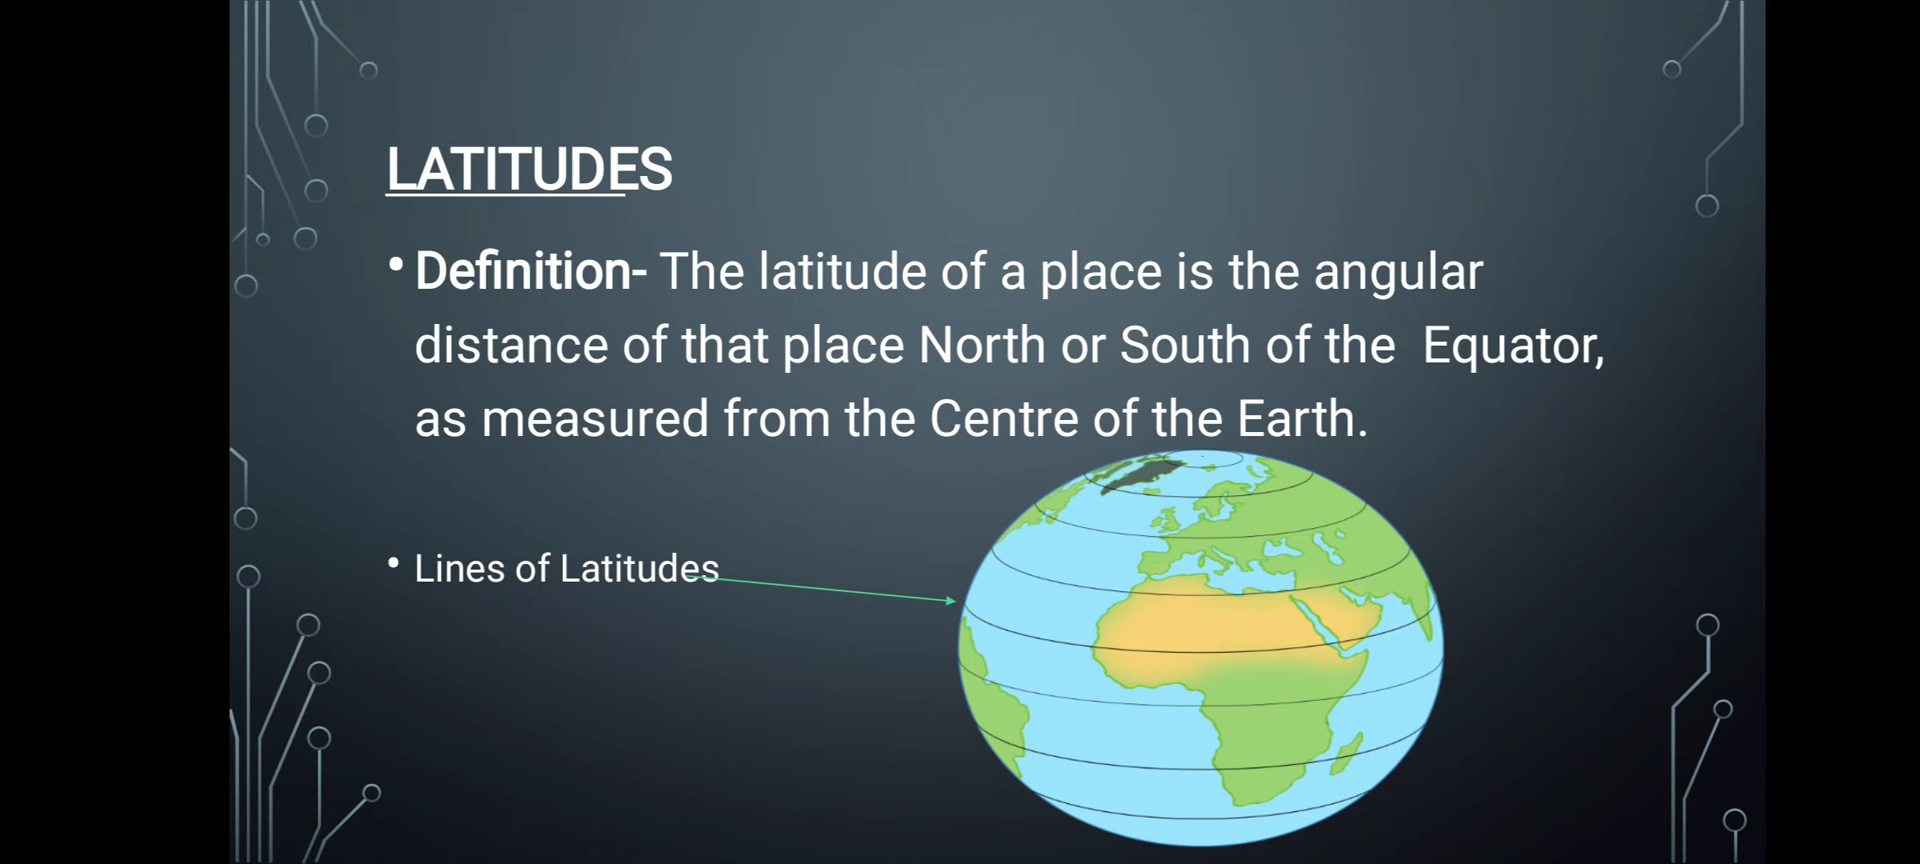 LATITUDES
• Definition- The latitude of a place is the angular
distance of that place North or South of the Equator,
as measured from the Centre of the Earth.
• Lines of Latitudes